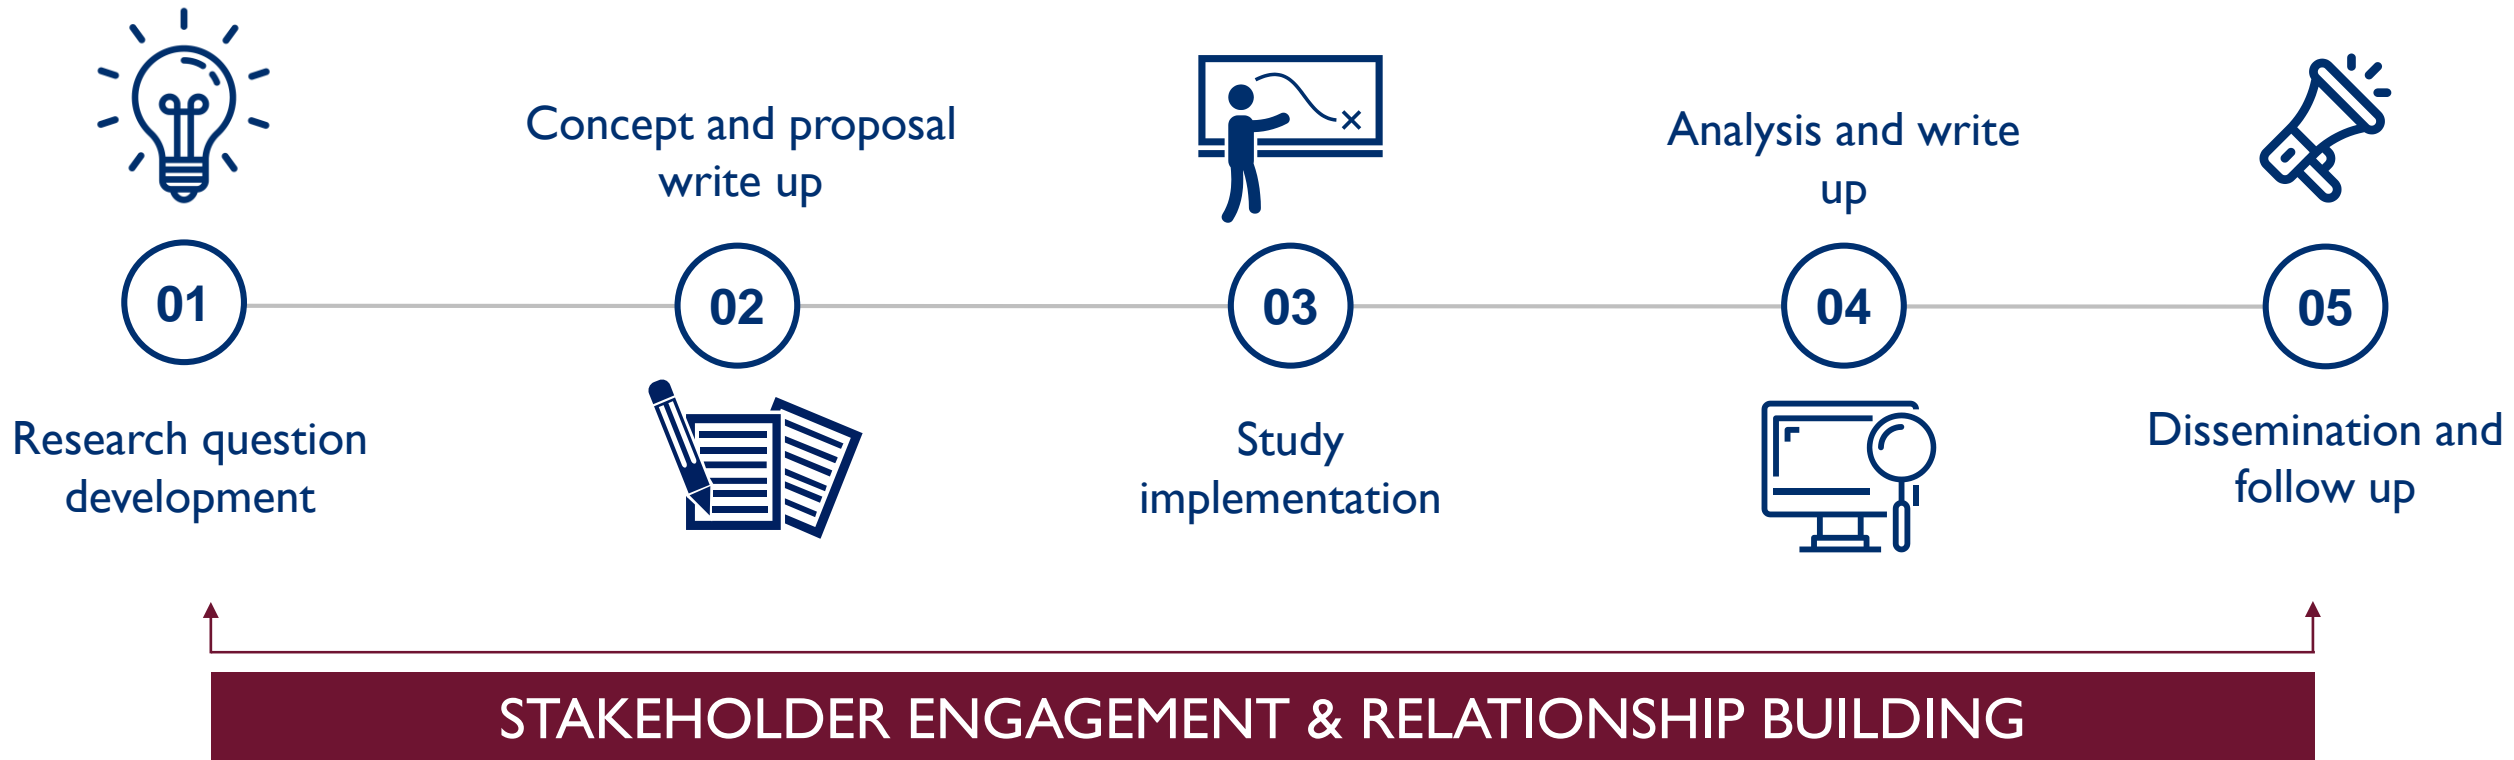 01
Research question
development
Concept and proposal
write up
02
03
Study
implementation
Analysis and write
up
04
05
Dissemination and
follow up
STAKEHOLDER ENGAGEMENT & RELATIONSHIP BUILDING